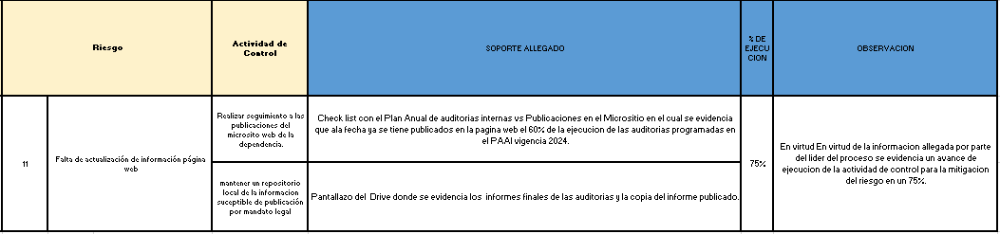 Riesgo
Actividad de
Control
SOPORTE ALLEGADO
% DE
EJECU
CION
OBSERVACION
11
Falta de actualización de información página
web
Realizar seguimiento a las
publicaciones del
micrositio web de la
dependencia.
Check list con el Plan Anual de auditorias internas vs Publicaciones en el Micrositio en el cual se evidencia
que ala fecha ya se tiene publicados en la pagina web el 60% de la ejecucion de las auditorias programadas en
el PAAI vigencia 2024.
75%
En virtud En virtud de la informacion allegada por parte
del lider del proceso se evidencia un avance de
ejecucion de la actividad de control para la mitigacion
del riesgo en un 75%.
mantener un repositorio
local de la informacion
suceptible de publicación
por mandato legal
Pantallazo del Drive donde se evidencia los informes finales de las auditorias y la copia del informe publicado.